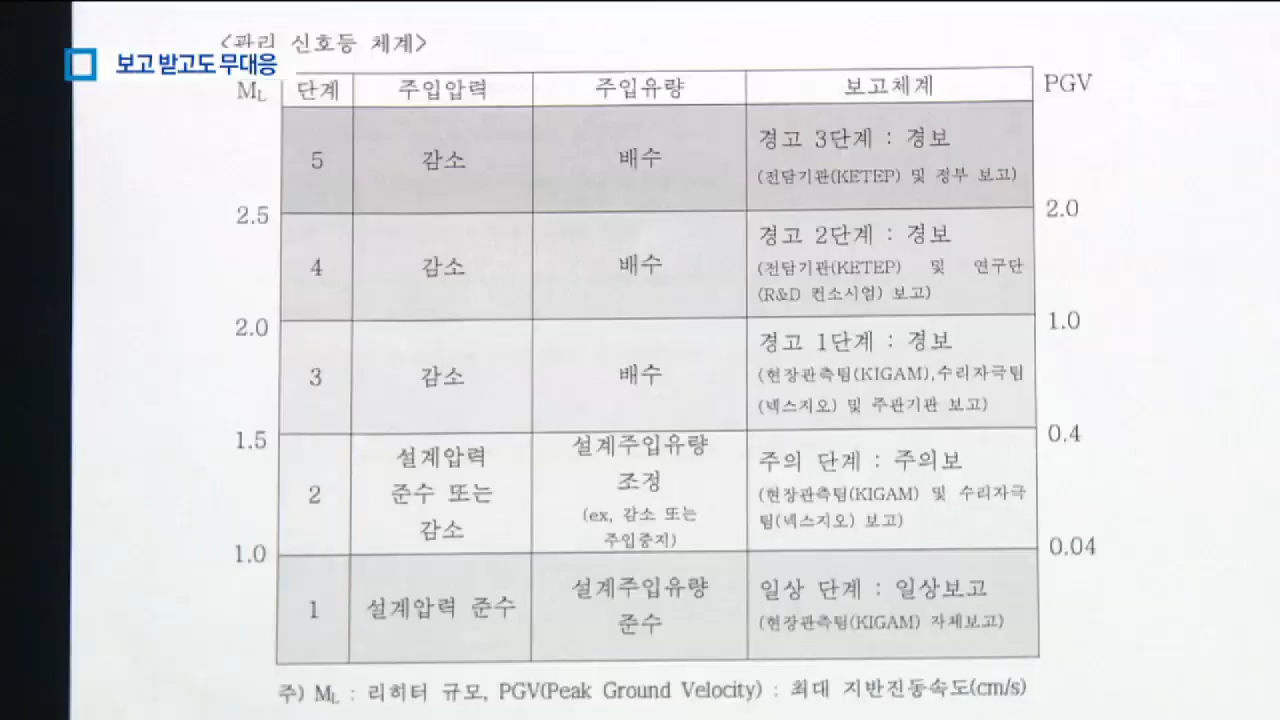 <관리 신호등 체계>
보고 받고도 무대응
ML 단계 주입압력 주입유량 보고체계 PGV
5 감소 배수 경고 3단계 : 경보
(전담기관(KETEP) 및 정부 보고)
2.5 2.0
4 감소 배수 경고 2단계 : 경보
(전담기관(KETEP) 및 연구단
(R&D 컨소시엄) 보고)
2.0 1.0
3 감소 배수 경고 1단계 : 경보
(현장관측팀(KIGAM),수리자극팀
(넥스지오) 및 주관기관 보고)
1.5 0.4
2 설계압력 준수 또는 감소 설계주입유량 조정 (ex, 감소 또는 주입중지) 주의 단계 : 주의보
(현장관측팀(KIGAM) 및 수리자극
팀(넥스지오) 보고)
1.0 0.04
1 설계압력 준수 설계주입유량 준수 일상 단계 : 일상보고
(현장관측팀(KIGAM) 자체보고)
주) ML : 리히터 규모, PGV(Peak Ground Velocity) : 최대 지반진동속도(cm/s)